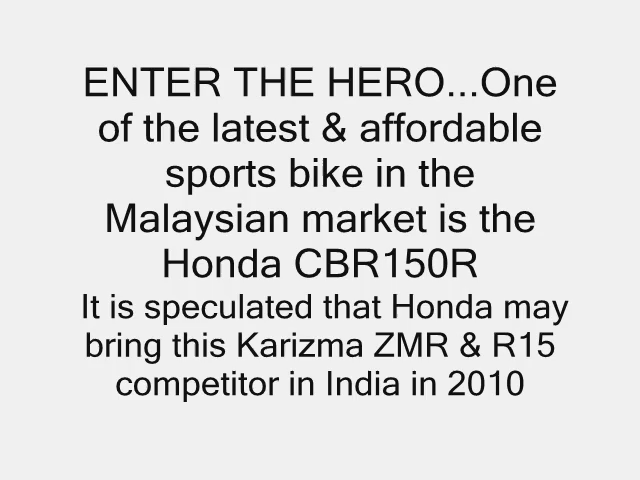 ENTER THE HERO...One
of the latest & affordable
sports bike in the
Malaysian market is the
Honda CBR150R
It is speculated that Honda may
bring this Karizma ZMR & R15
competitor in India in 2010